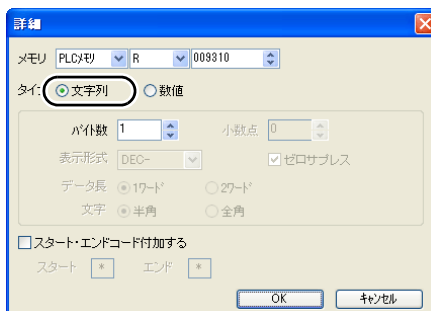 詳細
メモリ PLCメモリ R 009310
タイ: 文字列 数値
バイト数 1 小数点 0
表示形式 DEC- ゼロサプレス
データ長 1ワード 2ワード
文字 半角 全角
スタート・エンドコード付加する
スタート * エンド *
OK キャンセル